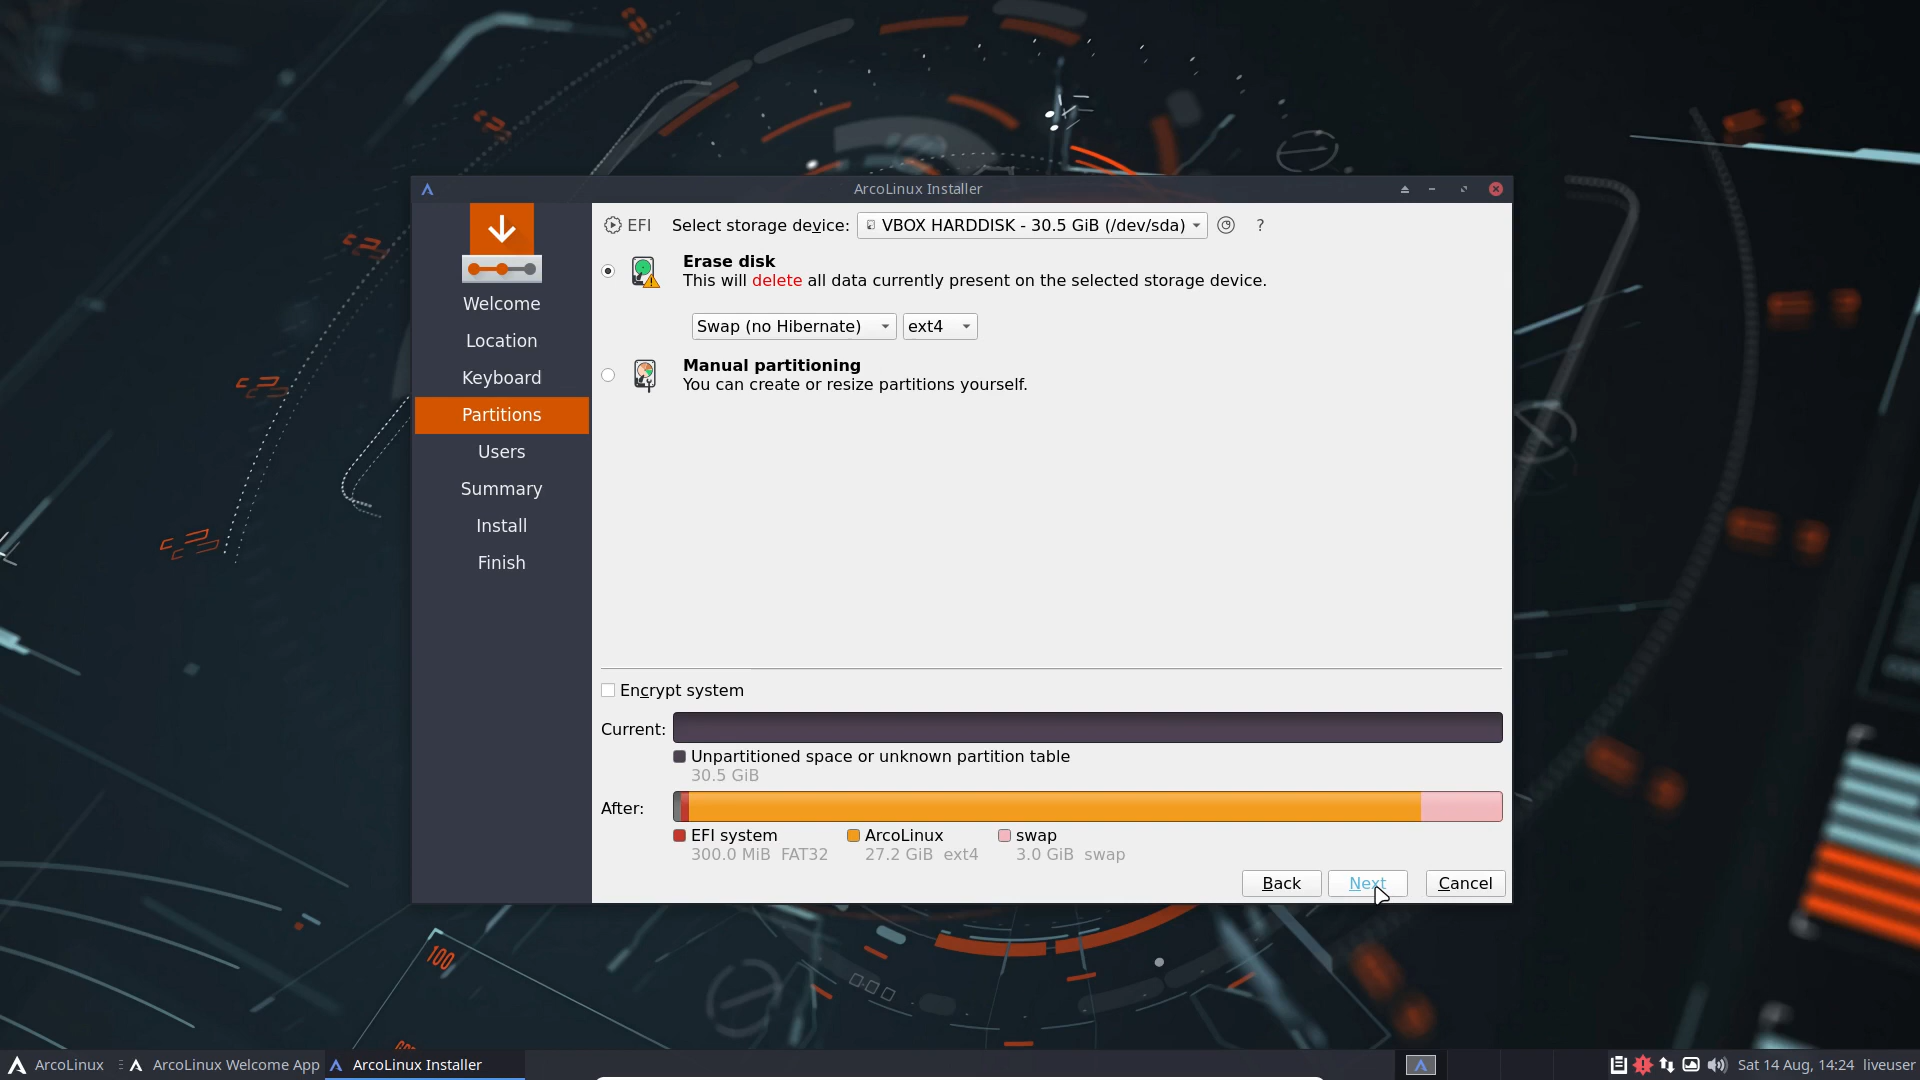 ArcoLinux Installer
EFI Select storage device: VBOX HARDDISK - 30.5 GiB (/dev/sda) ?
Erase disk
This will delete all data currently present on the selected storage device.
Swap (no Hibernate) ext4
Manual partitioning
You can create or resize partitions yourself.
Welcome
Location
Keyboard
Partitions
Users
Summary
Install
Finish
Encrypt system
Current:
Unpartitioned space or unknown partition table
30.5 GiB
After:
EFI system ArcoLinux swap
300.0 MiB FAT32 27.2 GiB ext4 3.0 GiB swap
Back Next Cancel
100
ArcoLinux ArcoLinux Welcome App ArcoLinux Installer Sat 14 Aug, 14:24 liveuser